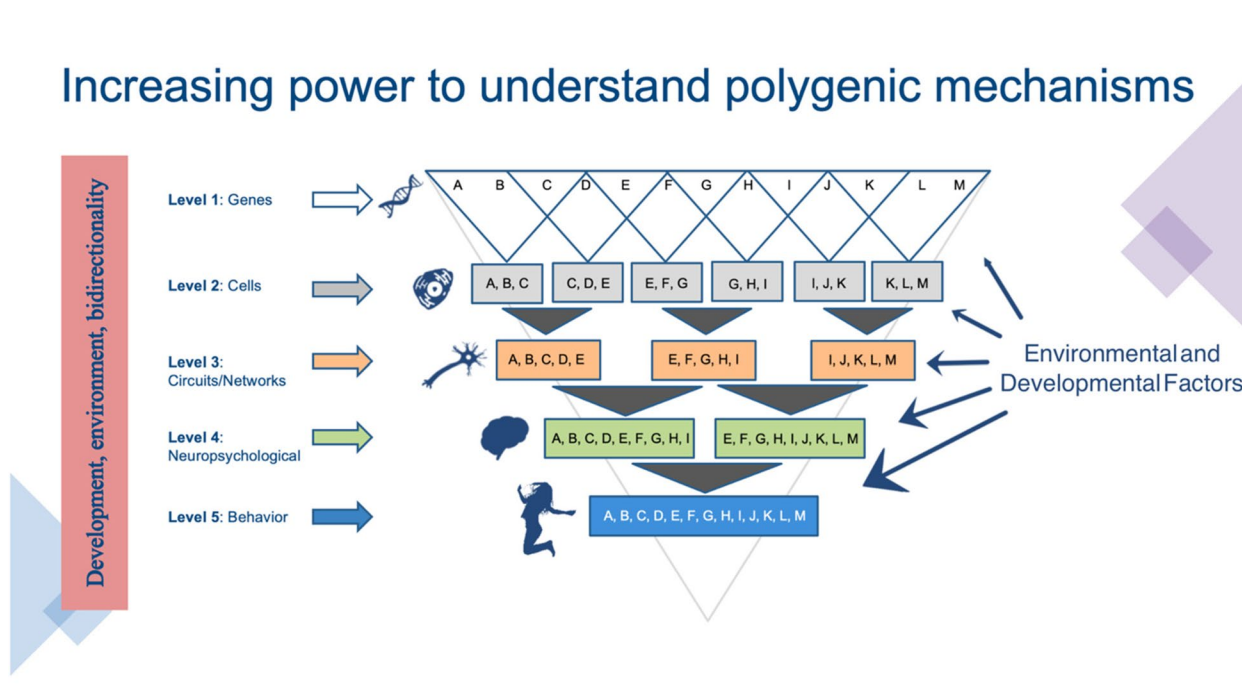 Increasing power to understand polygenic mechanisms
Development, environment, bidirectionality
Level 1: Genes
A B C D E F G H I J K L M
Level 2: Cells
A, B, C
C, D, E
E, F, G
G, H, I
I, J, K
K, L, M
Level 3:
Circuits/Networks
A, B, C, D, E
E, F, G, H, I
I, J, K, L, M
Environmental and
Developmental Factors
Level 4:
Neuropsychological
A, B, C, D, E, F, G, H, I
E, F, G, H, I, J, K, L, M
Level 5: Behavior
A, B, C, D, E, F, G, H, I, J, K, L, M